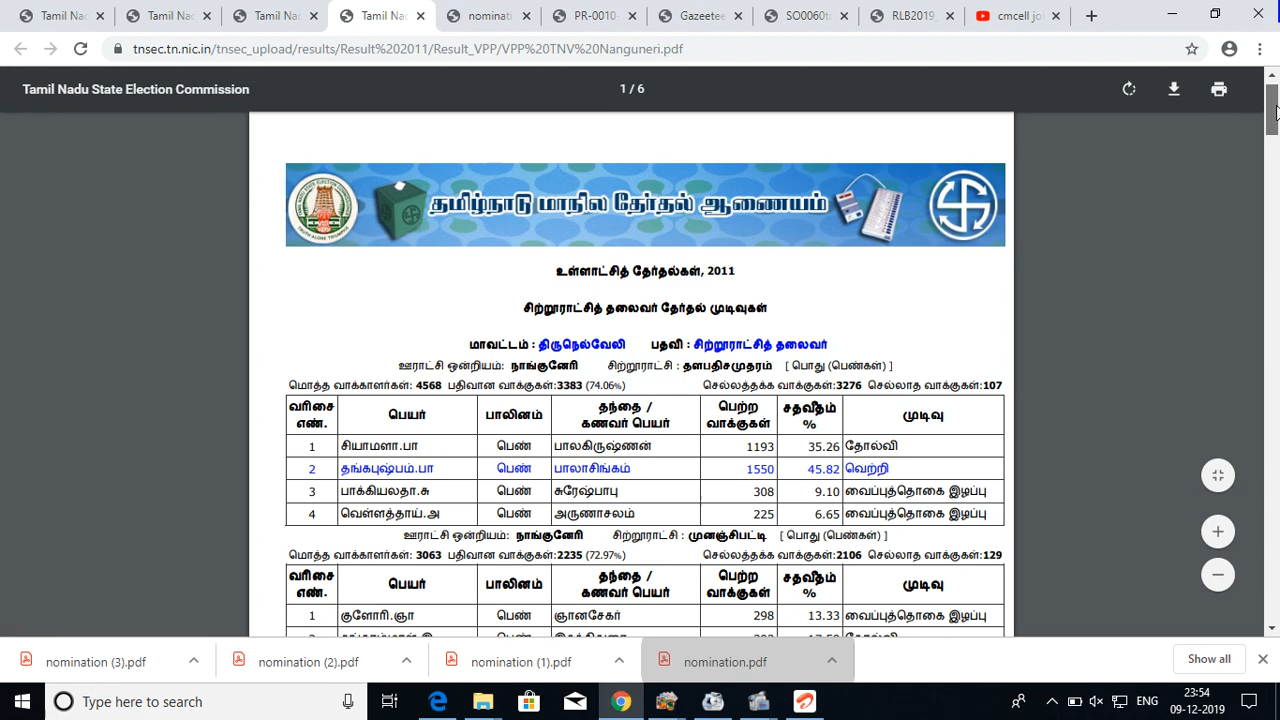 Tamil Nad
Tamil Nad
Tamil Nad
Tamil Nad
nominati
PR-0010-
Gazeetee
SO0060to
RLB2019_
cmcell jo
tnsec.tn.nic.in/tnsec_upload/results/Result%202011/Result_VPP/VPP%20TNV%20Nanguneri.pdf
Tamil Nadu State Election Commission
1 / 6
தமிழ்நாடு மாநில தேர்தல் ஆணையம்
உள்ளாட்சித் தேர்தல்கள், 2011
சிற்றூராட்சித் தலைவர் தேர்தல் முடிவுகள்
மாவட்டம் : திருநெல்வேலி பதவி : சிற்றூராட்சித் தலைவர்
ஊராட்சி ஒன்றியம்: நாங்குனேரி சிற்றூராட்சி : தளபதிசமுதரம் [ பொது (பெண்கள்) ]
மொத்த வாக்காளர்கள்: 4568 பதிவான வாக்குகள்:3383 (74.06%) செல்லத்தக்க வாக்குகள்:3276 செல்லாத வாக்குகள்:107
வரிசை எண். பெயர் பாலினம் தந்தை / கணவர் பெயர் பெற்ற வாக்குகள் சதவீதம் % முடிவு
1 சியாமளா.பா பெண் பாலகிருஷ்ணன் 1193 35.26 தோல்வி
2 தங்கபுஷ்பம்.பா பெண் பாலாசிங்கம் 1550 45.82 வெற்றி
3 பாக்கியலதா.சு பெண் சுரேஷ்பாபு 308 9.10 வைப்புத்தொகை இழப்பு
4 வெள்ளத்தாய்.அ பெண் அருணாசலம் 225 6.65 வைப்புத்தொகை இழப்பு
ஊராட்சி ஒன்றியம்: நாங்குனேரி சிற்றூராட்சி : முனஞ்சிபட்டி [ பொது (பெண்கள்) ]
மொத்த வாக்காளர்கள்: 3063 பதிவான வாக்குகள்:2235 (72.97%) செல்லத்தக்க வாக்குகள்:2106 செல்லாத வாக்குகள்:129
வரிசை எண். பெயர் பாலினம் தந்தை / கணவர் பெயர் பெற்ற வாக்குகள் சதவீதம் % முடிவு
1 குளோரி.ஞா பெண் ஞானசேகர் 298 13.33 வைப்புத்தொகை இழப்பு
nomination (3).pdf
nomination (2).pdf
nomination (1).pdf
nomination.pdf
Show all
Type here to search
ENG
23:54
09-12-2019